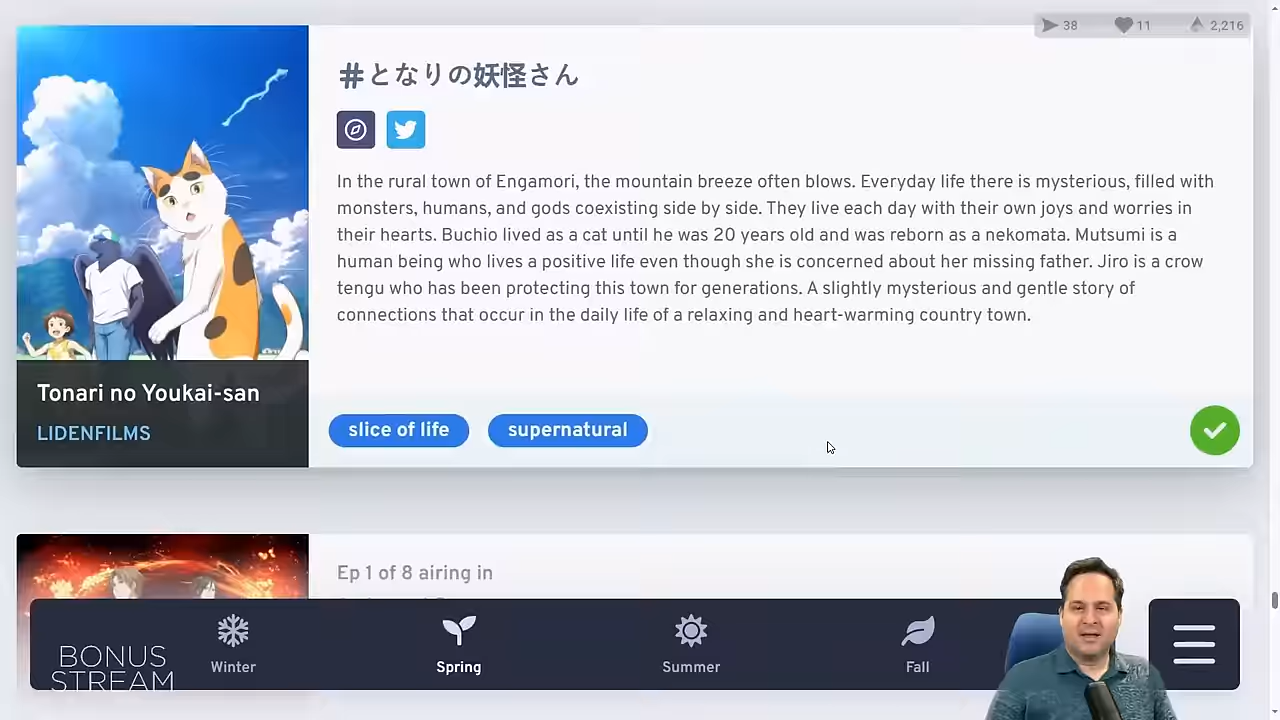 38 11 2,216
#となりの妖怪さん
In the rural town of Engamori, the mountain breeze often blows. Everyday life there is mysterious, filled with
monsters, humans, and gods coexisting side by side. They live each day with their own joys and worries in
their hearts. Buchio lived as a cat until he was 20 years old and was reborn as a nekomata. Mutsumi is a
human being who lives a positive life even though she is concerned about her missing father. Jiro is a crow
tengu who has been protecting this town for generations. A slightly mysterious and gentle story of
connections that occur in the daily life of a relaxing and heart-warming country town.
Tonari no Youkai-san
LIDENFILMS
slice of life supernatural
Ep 1 of 8 airing in
BONUS
STREAM
Winter Spring Summer Fall